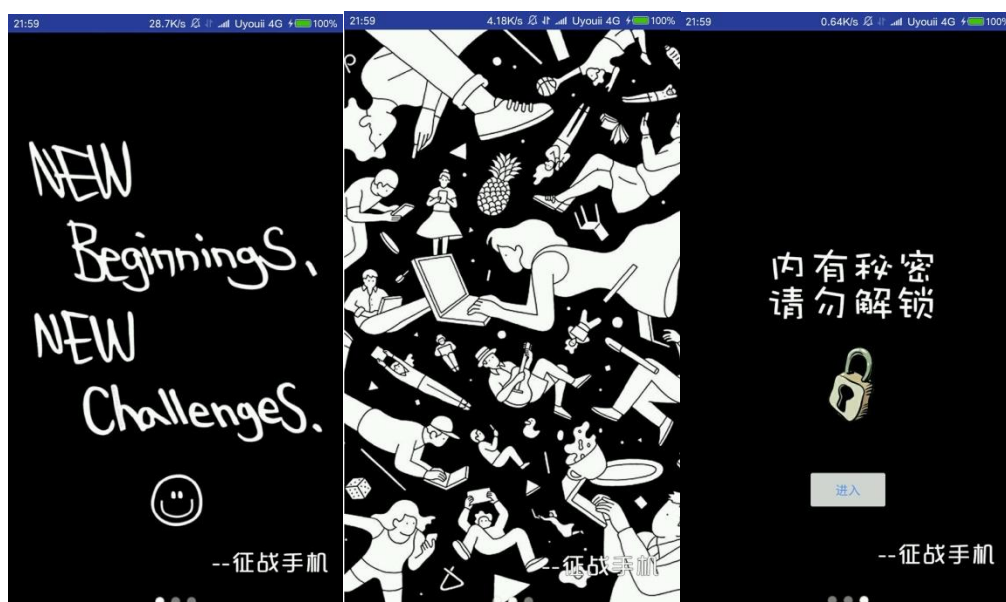 21:59 28.7K/s Uyouii 4G 100%
NEW
Beginnings,
NEW
Challenges.
--征战手机
21:59 4.18K/s Uyouii 4G 100%
--征战手机
21:59 0.64K/s Uyouii 4G 100%
内有秘密
请勿解锁
进入
--征战手机